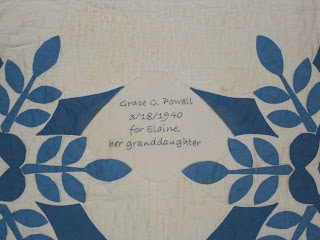 Grace C. Powell
3/18/1940
for Elaine,
her granddaughter